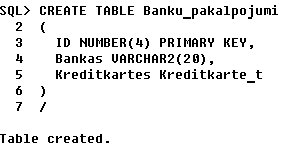 SQL> CREATE TABLE Banku_pakalpojumi
2 (
3 ID NUMBER(4) PRIMARY KEY,
4 Bankas VARCHAR2(20),
5 Kreditkartes Kreditkarte_t
6 )
7 /
Table created.